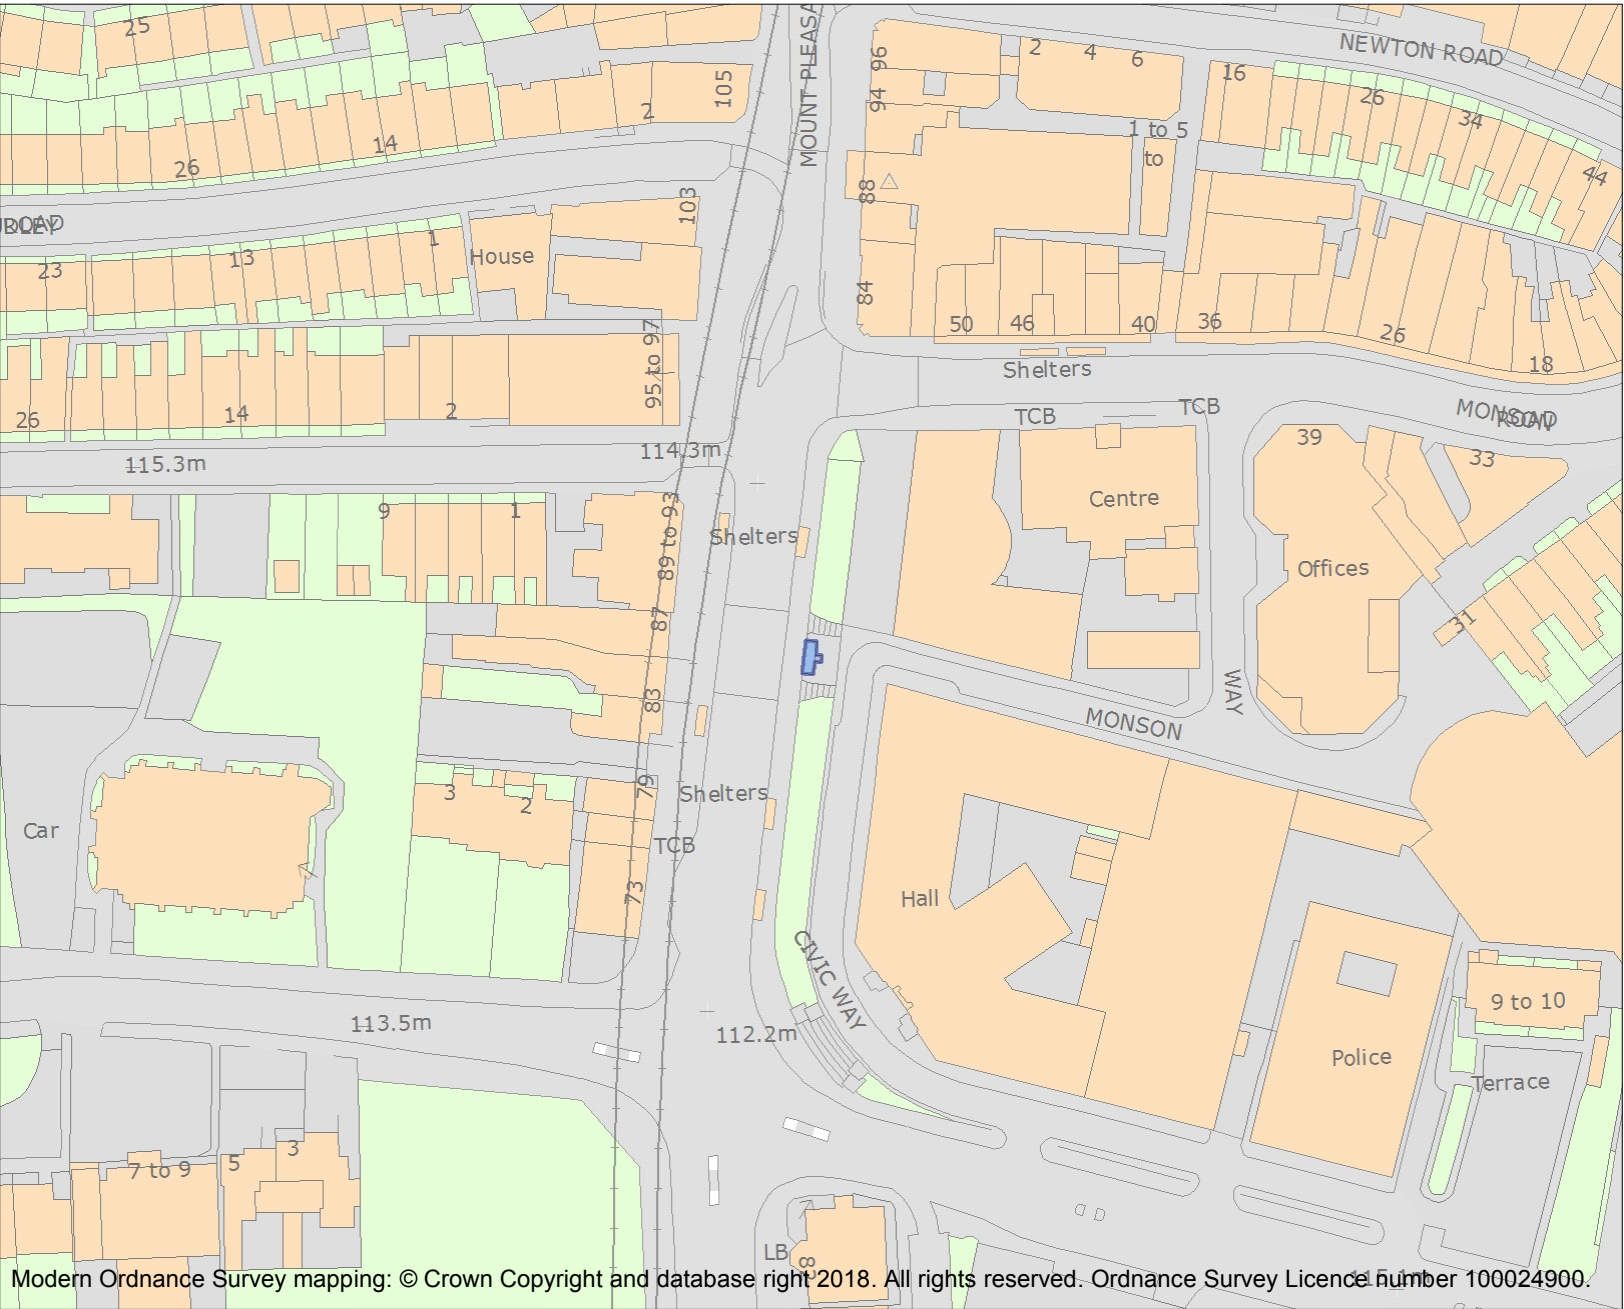 25
105
2
14
26
MOUNT PLEASA
96
94
2
4
6
NEWTON ROAD
16
26
34
44
1 to 5
to
88
84
103
1
House
13
23
ROAD
50
46
40
36
26
18
Shelters
95 to 97
26
14
2
TCB
TCB
MONSON
ROAD
115.3m
114.3m
39
33
Centre
Offices
9
1
89 to 93
Shelters
87
83
31
WAY
MONSON
79
Shelters
3
2
TCB
73
Car
Hall
CIVIC WAY
9 to 10
113.5m
112.2m
Police
Terrace
7 to 9
5
3
LB
Modern Ordnance Survey mapping: © Crown Copyright and database right 2018. All rights reserved. Ordnance Survey Licence number 100024900.